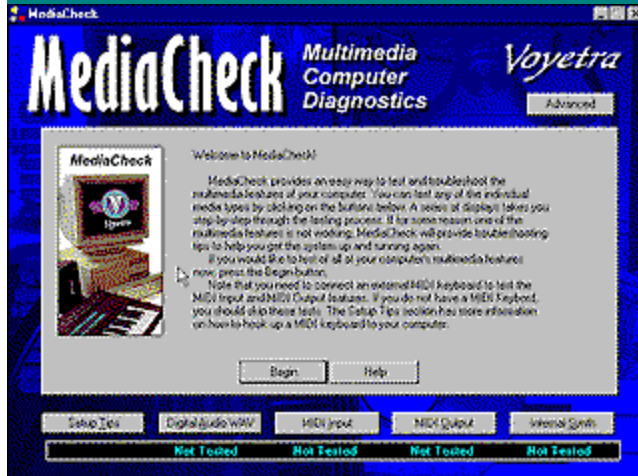 MediaCheck
MediaCheck
Multimedia
Computer
Diagnostics
Voyetra
Advanced
MediaCheck
Welcome to MediaCheck!
MediaCheck provides an easy way to test and troubleshoot the
multimedia features of your computer. You can test any of the individual
media types by clicking on the buttons below. A series of displays takes you
step-by-step through the testing process. If for some reason one of the
multimedia features is not working, MediaCheck will provide troubleshooting
tips to help you get the system up and running again.
If you would like to test all of your computer's multimedia features
now, press the Begin button.
Note that you need to connect an external MIDI keyboard to test the
MIDI Input and MIDI Output features. If you do not have a MIDI Keyboard,
you should skip these tests. The Setup Tips section has more information
on how to hook up a MIDI keyboard to your computer.
Begin
Help
Setup Tips
Digital Audio WAV
MIDI Input
MIDI Output
Internal Synth
Not Tested
Not Tested
Not Tested
Not Tested